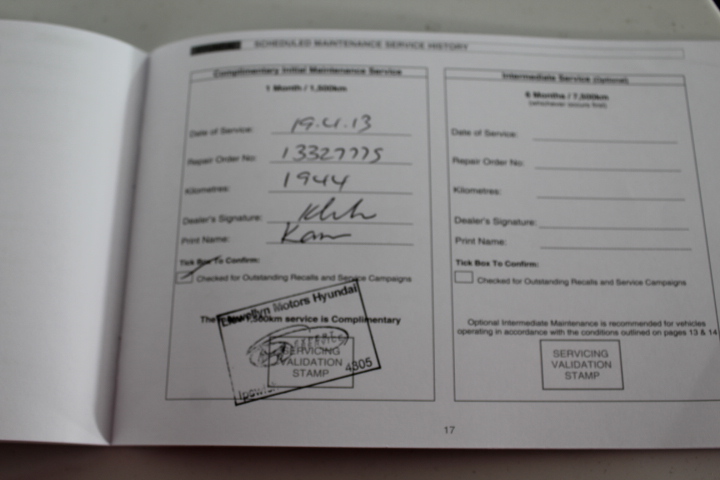 SCHEDULED MAINTENANCE SERVICE HISTORY
Complimentary Initial Maintenance Service
1 Month / 1,500km
Date of Service: 19.4.13
Repair Order No: 13327775
Kilometres: 1944
Dealer's Signature:
Print Name:
Tick Box To Confirm:
Checked for Outstanding Recalls and Service Campaigns
The 1,500km service is Complimentary
Llewellyn Motors Hyundai
SERVICING
VALIDATION
STAMP
4305
Intermediate Service (optional)
6 Months / 7,500km
(whichever occurs first)
Date of Service:
Repair Order No:
Kilometres:
Dealer's Signature:
Print Name:
Tick Box To Confirm:
Checked for Outstanding Recalls and Service Campaigns
Optional Intermediate Maintenance is recommended for vehicles
operating in accordance with the conditions outlined on pages 13 & 14
SERVICING
VALIDATION
STAMP
17